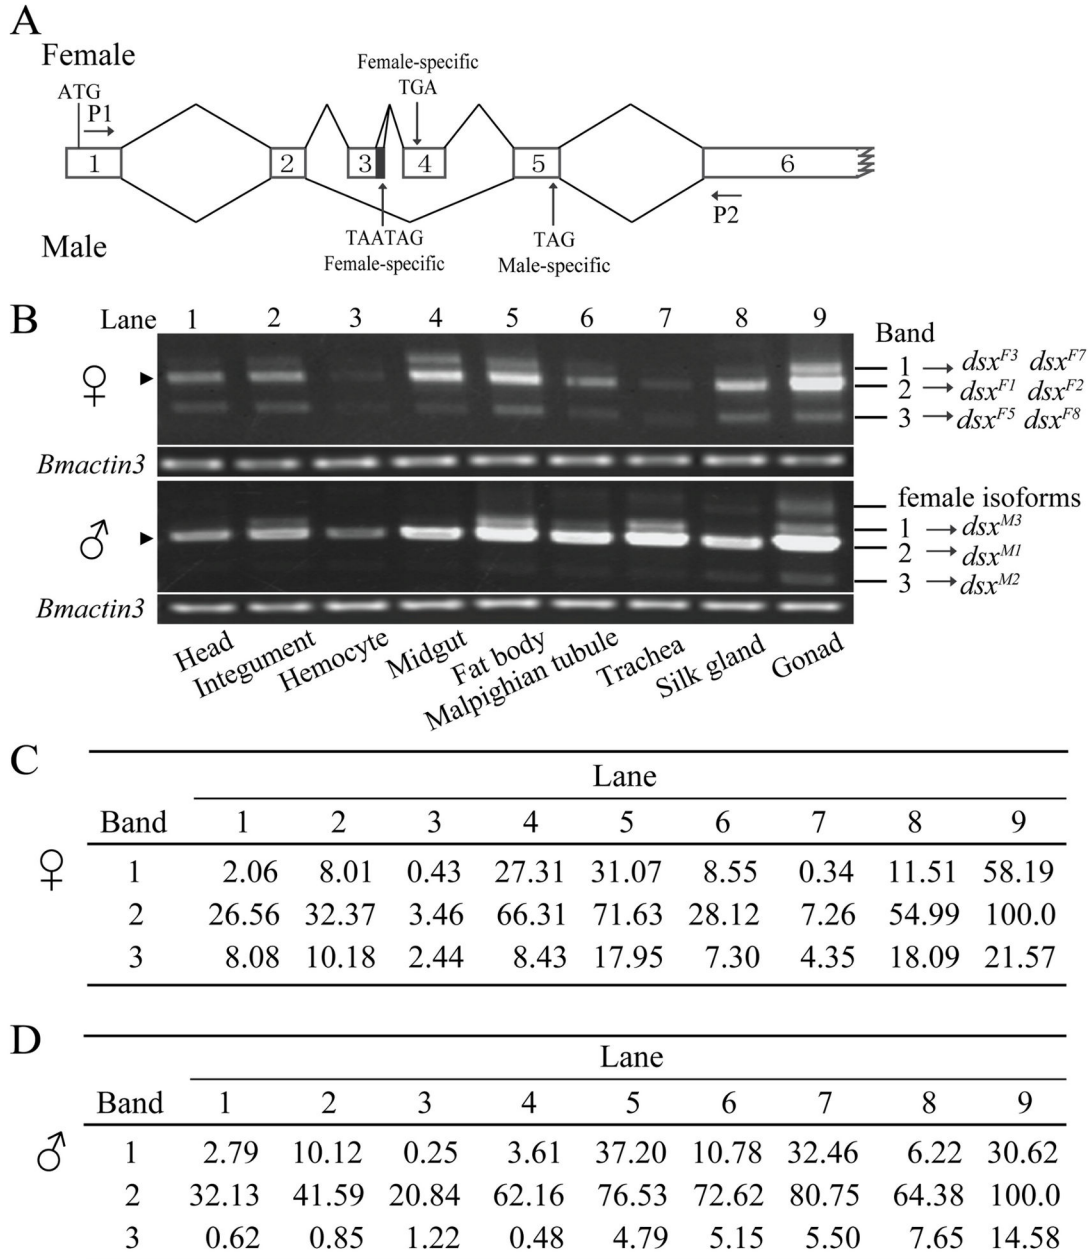 A
Female
ATG
P1
Female-specific
TGA
1 2 3 4 5 6
P2
TAATAG
Female-specific
TAG
Male-specific
Male
B
Lane 1 2 3 4 5 6 7 8 9 Band
♀
1 → dsxF3 dsxF7
2 → dsxF1 dsxF2
3 → dsxF5 dsxF8
Bmactin3
♂
female isoforms
1 → dsxM3
2 → dsxM1
3 → dsxM2
Bmactin3
Head Integument Hemocyte Midgut Fat body Malpighian tubule Trachea Silk gland Gonad
C
Lane
Band 1 2 3 4 5 6 7 8 9
♀ 1 2.06 8.01 0.43 27.31 31.07 8.55 0.34 11.51 58.19
2 26.56 32.37 3.46 66.31 71.63 28.12 7.26 54.99 100.0
3 8.08 10.18 2.44 8.43 17.95 7.30 4.35 18.09 21.57
D
Lane
Band 1 2 3 4 5 6 7 8 9
♂ 1 2.79 10.12 0.25 3.61 37.20 10.78 32.46 6.22 30.62
2 32.13 41.59 20.84 62.16 76.53 72.62 80.75 64.38 100.0
3 0.62 0.85 1.22 0.48 4.79 5.15 5.50 7.65 14.58